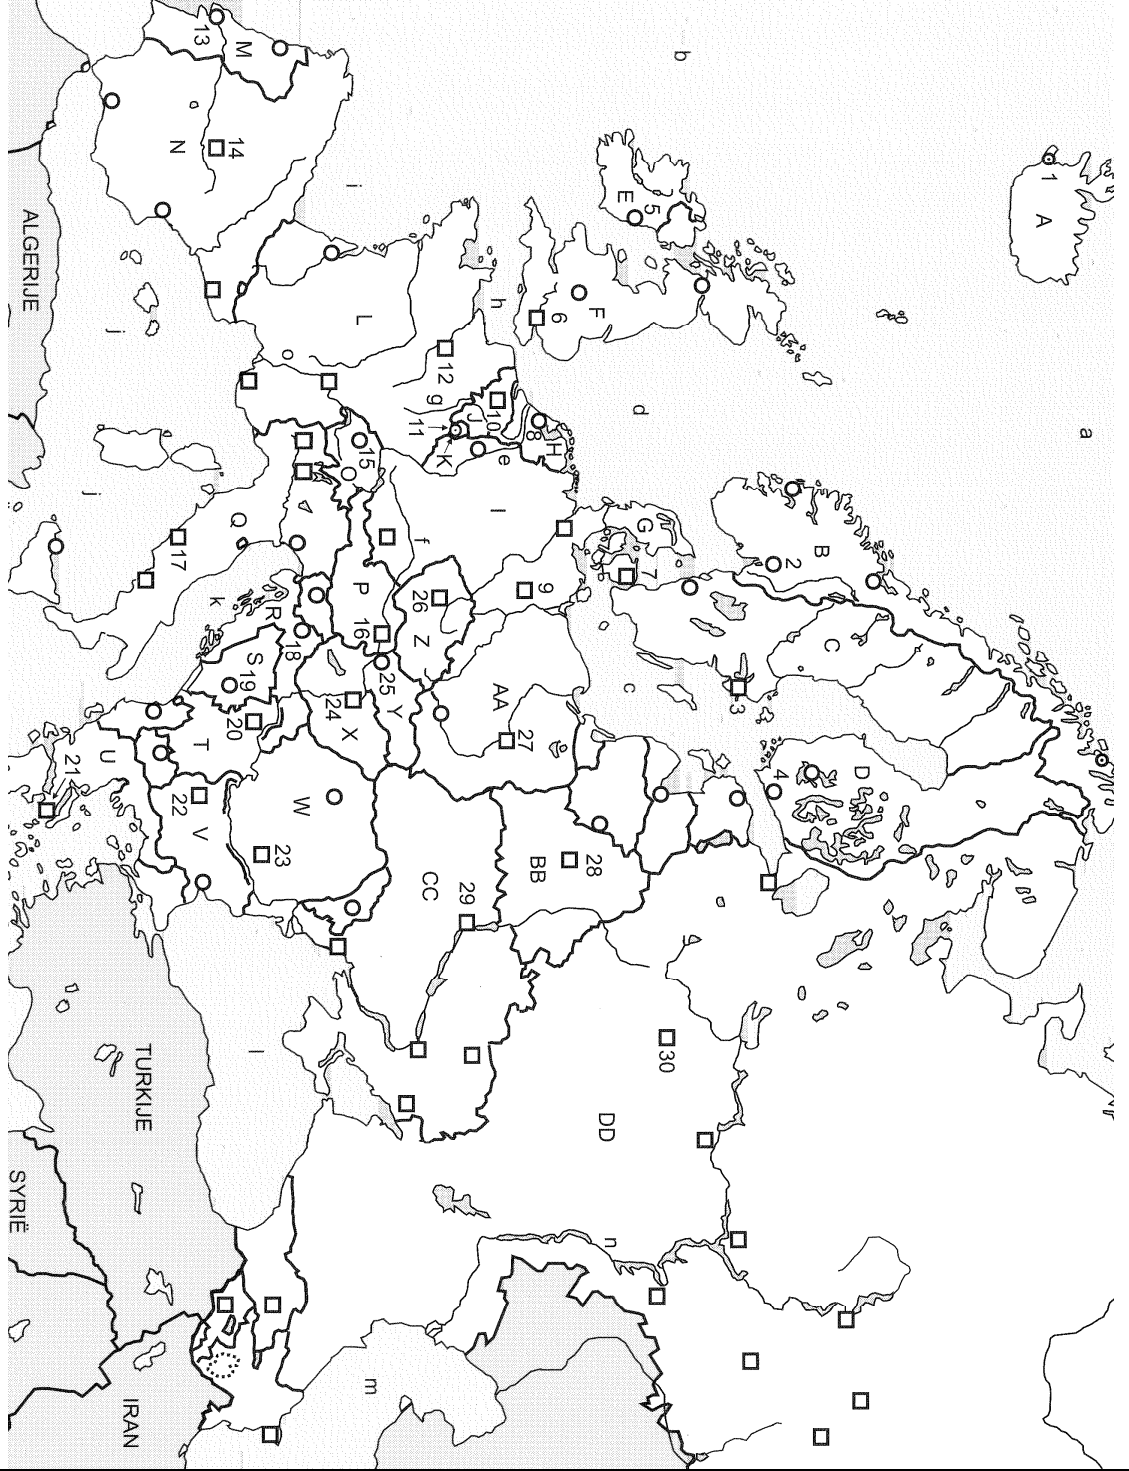 a
1
A
D
C
B
2
4
3
b
30
5
7
G
d
c
E
n
DD
F
28
6
H
9
BB
8
27
e
AA
h
I
10
J
29
12
K
g
CC
f
Z
26
11
Y
25
m
15
L
16
P
i
X
O
24
W
18
23
R
l
S
19
M
Q
14
20
k
13
V
T
22
17
N
TURKIJE
IRAN
j
U
j
21
ALGERIJE
SYRIË